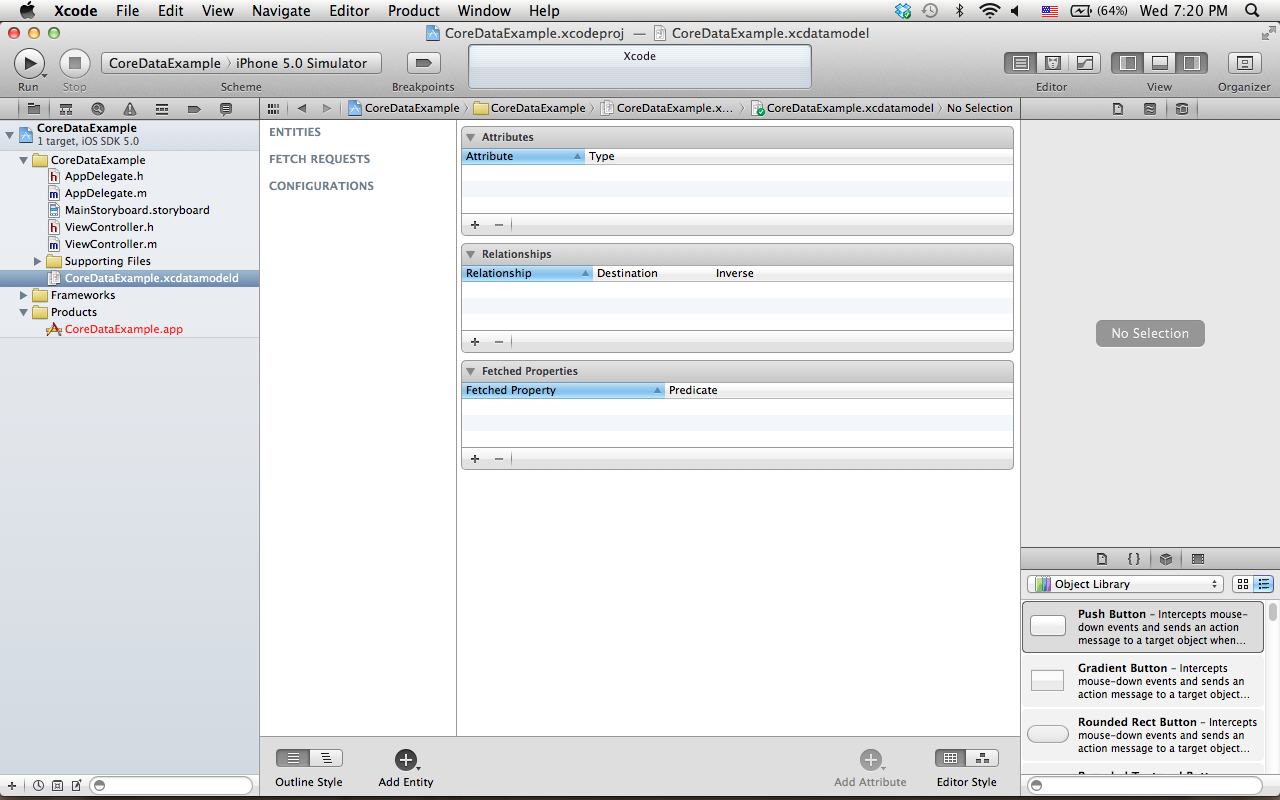 Xcode File Edit View Navigate Editor Product Window Help (64%) Wed 7:20 PM
CoreDataExample.xcodeproj — CoreDataExample.xcdatamodel
CoreDataExample iPhone 5.0 Simulator
Xcode
Run Stop Scheme Breakpoints Editor View Organizer
CoreDataExample
1 target, iOS SDK 5.0
CoreDataExample
AppDelegate.h
AppDelegate.m
MainStoryboard.storyboard
ViewController.h
ViewController.m
Supporting Files
CoreDataExample.xcdatamodeld
Frameworks
Products
CoreDataExample.app
CoreDataExample CoreDataExample CoreDataExample.x... CoreDataExample.xcdatamodel No Selection
ENTITIES
FETCH REQUESTS
CONFIGURATIONS
Attributes
Attribute Type
+ −
Relationships
Relationship Destination Inverse
+ −
Fetched Properties
Fetched Property Predicate
+ −
Outline Style Add Entity Add Attribute Editor Style
No Selection
{ }
Object Library
Push Button – Intercepts mouse-
down events and sends an action
message to a target object when...
Gradient Button – Intercepts
mouse-down events and sends an
action message to a target object...
Rounded Rect Button – Intercepts
mouse-down events and sends an
action message to a target object...